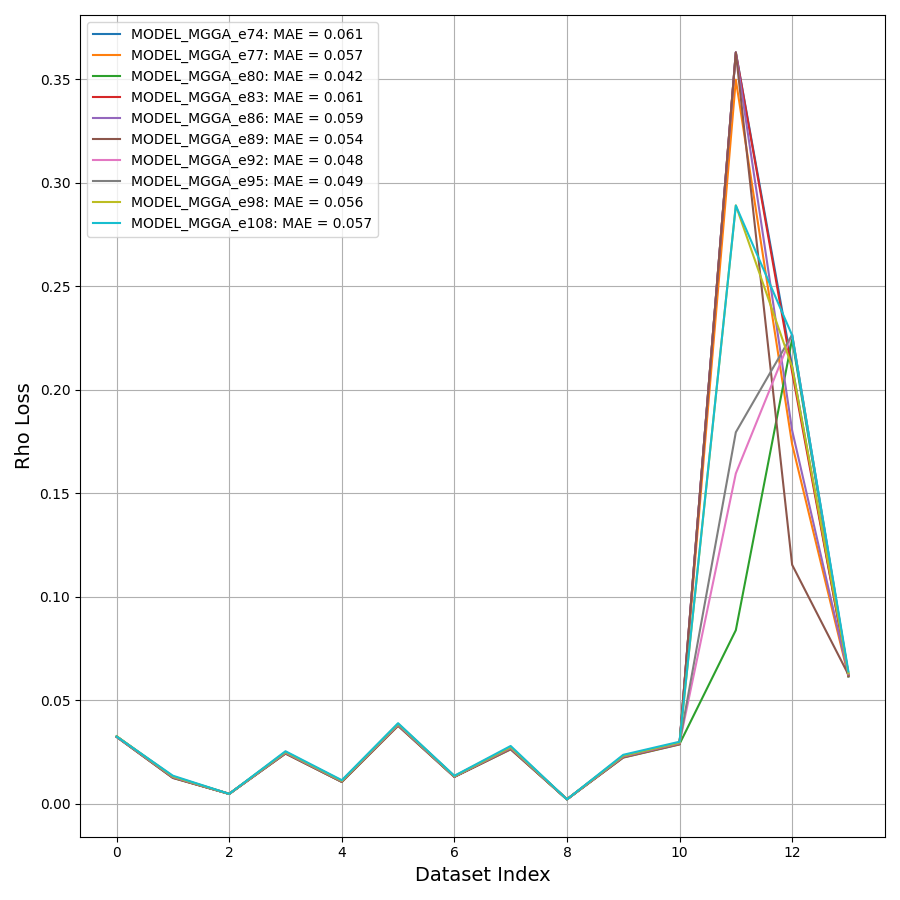 MODEL_MGGA_e74: MAE = 0.061
MODEL_MGGA_e77: MAE = 0.057
MODEL_MGGA_e80: MAE = 0.042
MODEL_MGGA_e83: MAE = 0.061
MODEL_MGGA_e86: MAE = 0.059
MODEL_MGGA_e89: MAE = 0.054
MODEL_MGGA_e92: MAE = 0.048
MODEL_MGGA_e95: MAE = 0.049
MODEL_MGGA_e98: MAE = 0.056
MODEL_MGGA_e108: MAE = 0.057
0.35
0.30
0.25
0.20
0.15
0.10
0.05
0.00
Rho Loss
0 2 4 6 8 10 12
Dataset Index